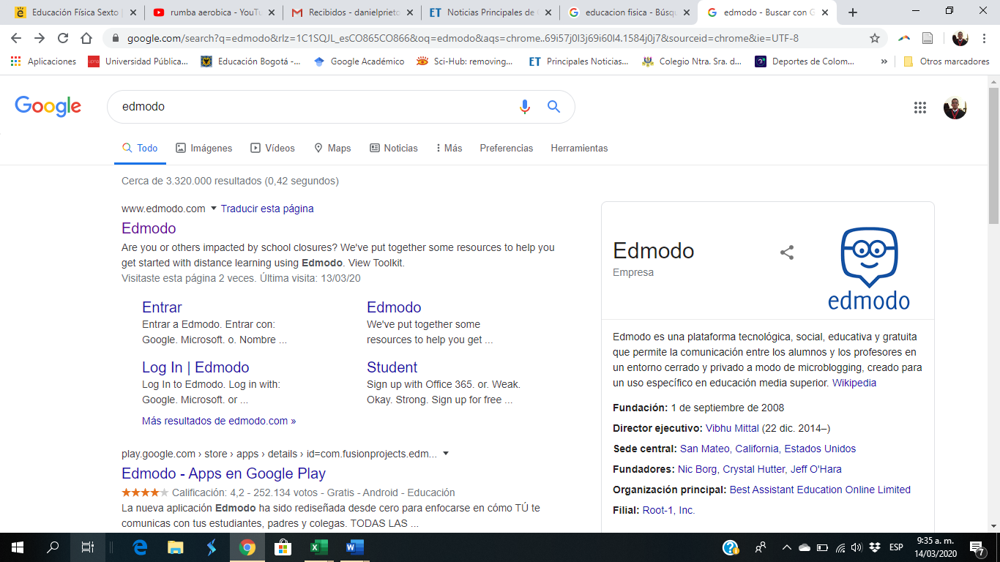 Educación Física Sexto
rumba aerobica - YouTu
Recibidos - danielprieto
ET Noticias Principales de C
educacion fisica - Búsqu
edmodo - Buscar con G
google.com/search?q=edmodo&rlz=1C1SQJL_esCO865CO866&oq=edmodo&aqs=chrome..69i57j0l3j69i60l4.1584j0j7&sourceid=chrome&ie=UTF-8
Aplicaciones
Universidad Pública...
Educación Bogotá -...
Google Académico
Sci-Hub: removing...
ET Principales Noticias...
Colegio Ntra. Sra. d...
Deportes de Colom...
»
Otros marcadores
Google
edmodo
Todo
Imágenes
Vídeos
Maps
Noticias
Más
Preferencias
Herramientas
Cerca de 3.320.000 resultados (0,42 segundos)
www.edmodo.com Traducir esta página
Edmodo
Are you or others impacted by school closures? We've put together some resources to help you
get started with distance learning using Edmodo. View Toolkit.
Visitaste esta página 2 veces. Última visita: 13/03/20
Entrar
Entrar a Edmodo. Entrar con:
Google. Microsoft. o. Nombre ...
Edmodo
We've put together some
resources to help you get ...
Log In | Edmodo
Log In to Edmodo. Log in with:
Google. Microsoft. or ...
Student
Sign up with Office 365. or. Weak.
Okay. Strong. Sign up for free ...
Más resultados de edmodo.com »
play.google.com › store › apps › details › id=com.fusionprojects.edm...
Edmodo - Apps en Google Play
Calificación: 4,2 - 252.134 votos - Gratis - Android - Educación
La nueva aplicación Edmodo ha sido rediseñada desde cero para enfocarse en cómo TÚ te
comunicas con tus estudiantes, padres y colegas. TODAS LAS ...
Edmodo
Empresa
edmodo
Edmodo es una plataforma tecnológica, social, educativa y gratuita
que permite la comunicación entre los alumnos y los profesores en
un entorno cerrado y privado a modo de microblogging, creado para
un uso específico en educación media superior. Wikipedia
Fundación: 1 de septiembre de 2008
Director ejecutivo: Vibhu Mittal (22 dic. 2014–)
Sede central: San Mateo, California, Estados Unidos
Fundadores: Nic Borg, Crystal Hutter, Jeff O'Hara
Organización principal: Best Assistant Education Online Limited
Filial: Root-1, Inc.
ESP
9:35 a. m.
14/03/2020
7